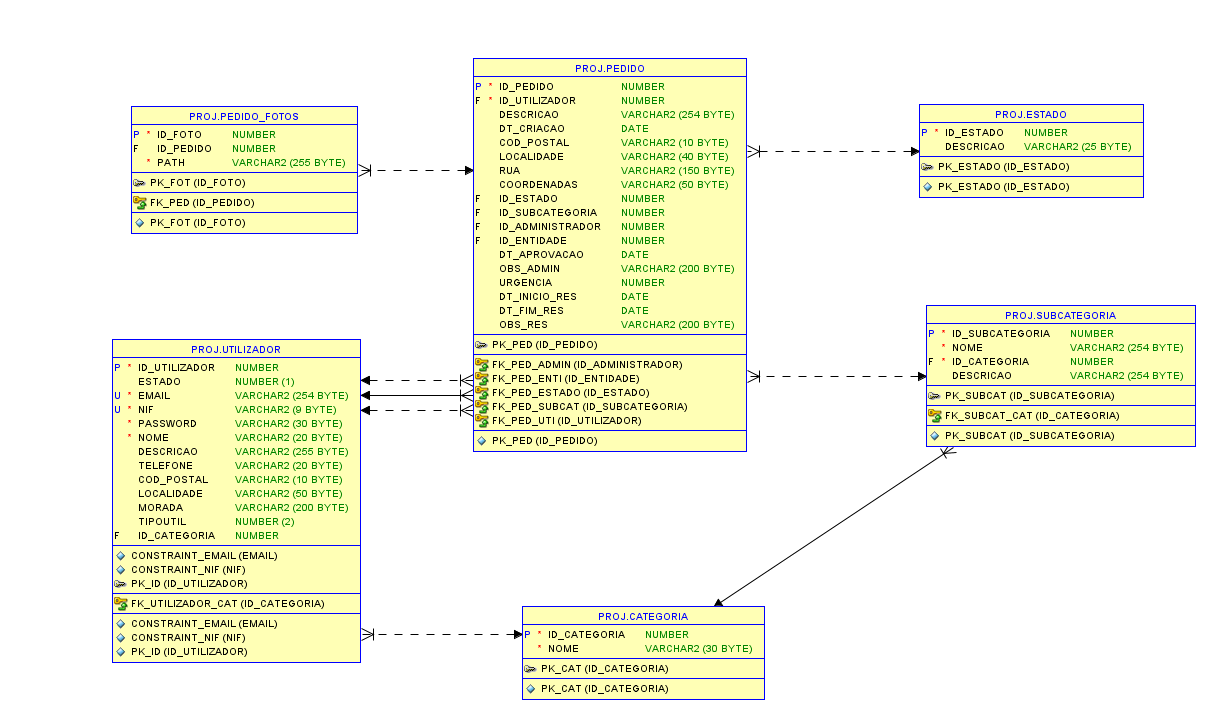 PROJ.PEDIDO_FOTOS
P * ID_FOTO NUMBER
F ID_PEDIDO NUMBER
* PATH VARCHAR2 (255 BYTE)
PK_FOT (ID_FOTO)
FK_PED (ID_PEDIDO)
PK_FOT (ID_FOTO)
PROJ.PEDIDO
P * ID_PEDIDO NUMBER
F * ID_UTILIZADOR NUMBER
DESCRICAO VARCHAR2 (254 BYTE)
DT_CRIACAO DATE
COD_POSTAL VARCHAR2 (10 BYTE)
LOCALIDADE VARCHAR2 (40 BYTE)
RUA VARCHAR2 (150 BYTE)
COORDENADAS VARCHAR2 (50 BYTE)
F ID_ESTADO NUMBER
F ID_SUBCATEGORIA NUMBER
F ID_ADMINISTRADOR NUMBER
F ID_ENTIDADE NUMBER
DT_APROVACAO DATE
OBS_ADMIN VARCHAR2 (200 BYTE)
URGENCIA NUMBER
DT_INICIO_RES DATE
DT_FIM_RES DATE
OBS_RES VARCHAR2 (200 BYTE)
PK_PED (ID_PEDIDO)
FK_PED_ADMIN (ID_ADMINISTRADOR)
FK_PED_ENTI (ID_ENTIDADE)
FK_PED_ESTADO (ID_ESTADO)
FK_PED_SUBCAT (ID_SUBCATEGORIA)
FK_PED_UTI (ID_UTILIZADOR)
PK_PED (ID_PEDIDO)
PROJ.ESTADO
P * ID_ESTADO NUMBER
DESCRICAO VARCHAR2 (25 BYTE)
PK_ESTADO (ID_ESTADO)
PK_ESTADO (ID_ESTADO)
PROJ.SUBCATEGORIA
P * ID_SUBCATEGORIA NUMBER
* NOME VARCHAR2 (254 BYTE)
F * ID_CATEGORIA NUMBER
DESCRICAO VARCHAR2 (254 BYTE)
PK_SUBCAT (ID_SUBCATEGORIA)
FK_SUBCAT_CAT (ID_CATEGORIA)
PK_SUBCAT (ID_SUBCATEGORIA)
PROJ.UTILIZADOR
P * ID_UTILIZADOR NUMBER
ESTADO NUMBER (1)
U * EMAIL VARCHAR2 (254 BYTE)
U * NIF VARCHAR2 (9 BYTE)
* PASSWORD VARCHAR2 (30 BYTE)
* NOME VARCHAR2 (20 BYTE)
DESCRICAO VARCHAR2 (255 BYTE)
TELEFONE VARCHAR2 (20 BYTE)
COD_POSTAL VARCHAR2 (10 BYTE)
LOCALIDADE VARCHAR2 (50 BYTE)
MORADA VARCHAR2 (200 BYTE)
TIPOUTIL NUMBER (2)
F ID_CATEGORIA NUMBER
CONSTRAINT_EMAIL (EMAIL)
CONSTRAINT_NIF (NIF)
PK_ID (ID_UTILIZADOR)
FK_UTILIZADOR_CAT (ID_CATEGORIA)
CONSTRAINT_EMAIL (EMAIL)
CONSTRAINT_NIF (NIF)
PK_ID (ID_UTILIZADOR)
PROJ.CATEGORIA
P * ID_CATEGORIA NUMBER
* NOME VARCHAR2 (30 BYTE)
PK_CAT (ID_CATEGORIA)
PK_CAT (ID_CATEGORIA)